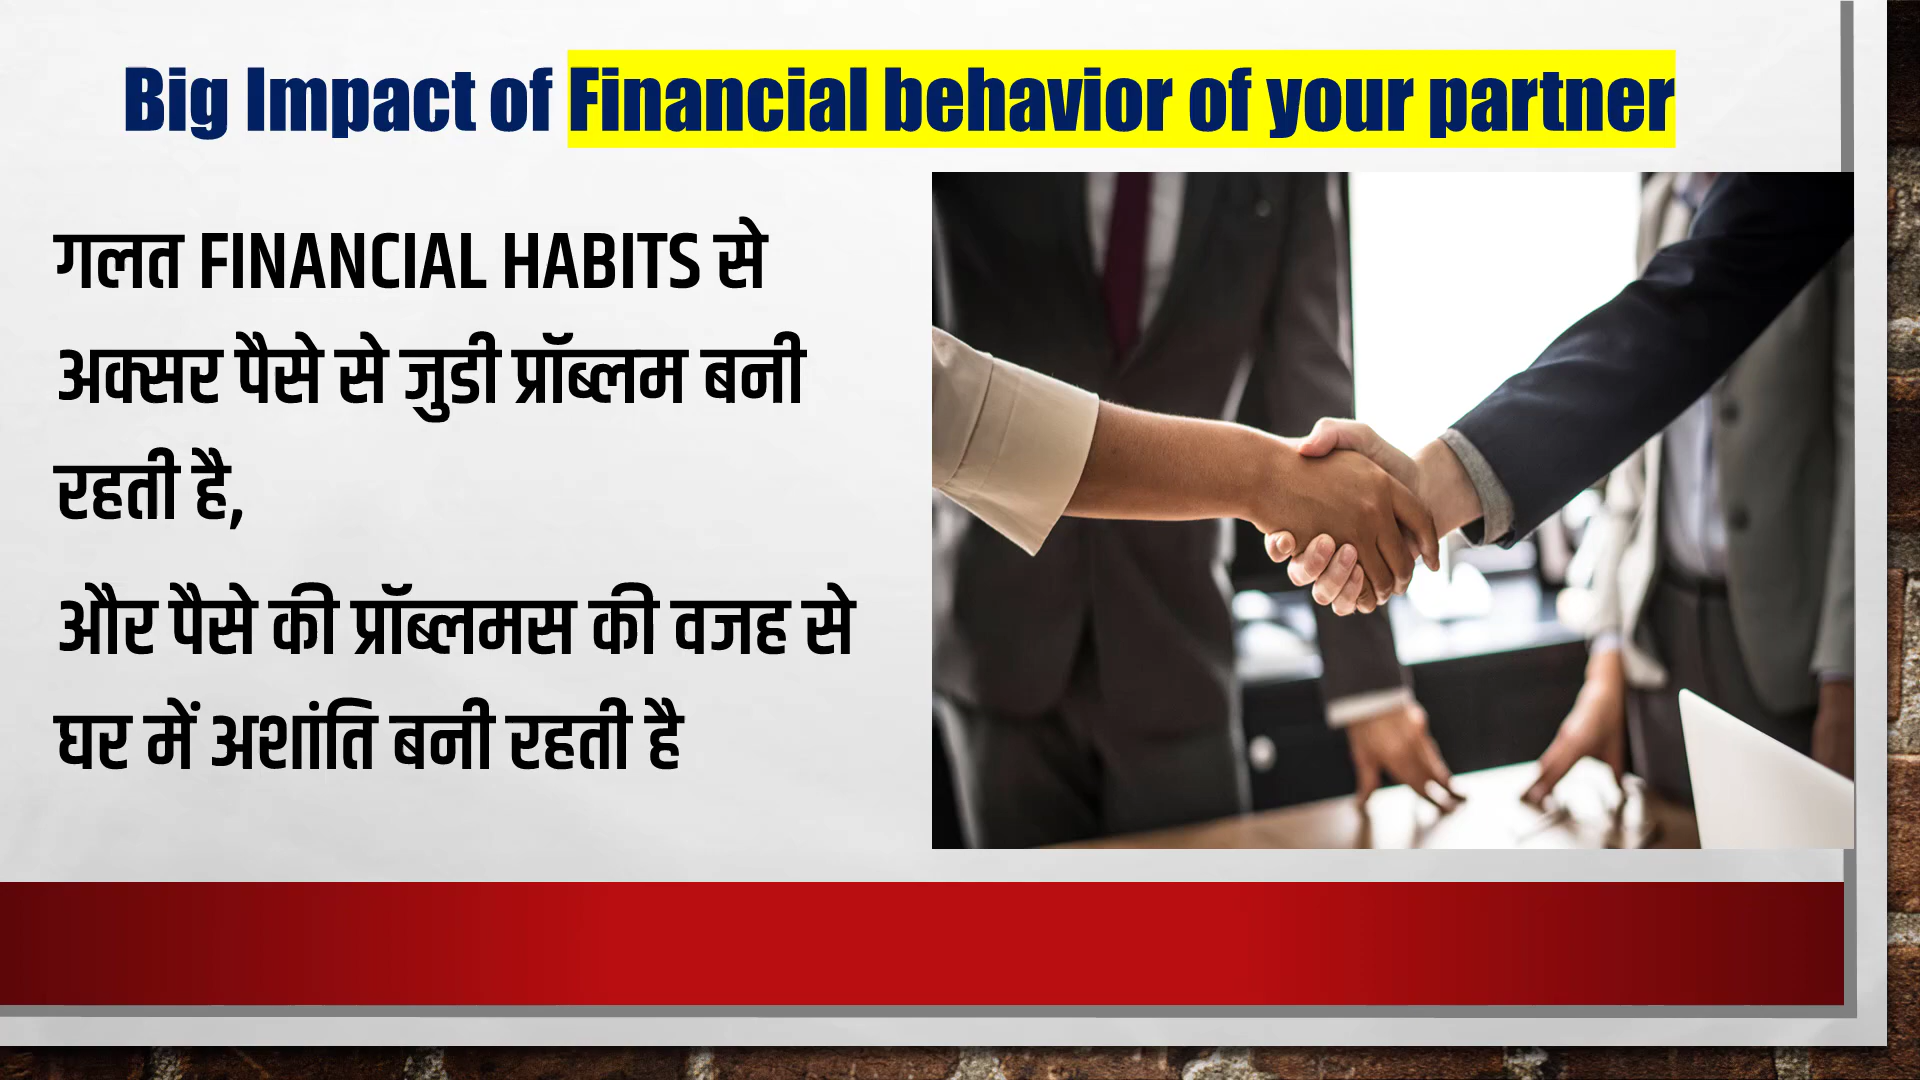 Big Impact of Financial behavior of your partner
गलत FINANCIAL HABITS से
अक्सर पैसे से जुडी प्रॉब्लम बनी
रहती है,
और पैसे की प्रॉब्लमस की वजह से
घर में अशांति बनी रहती है